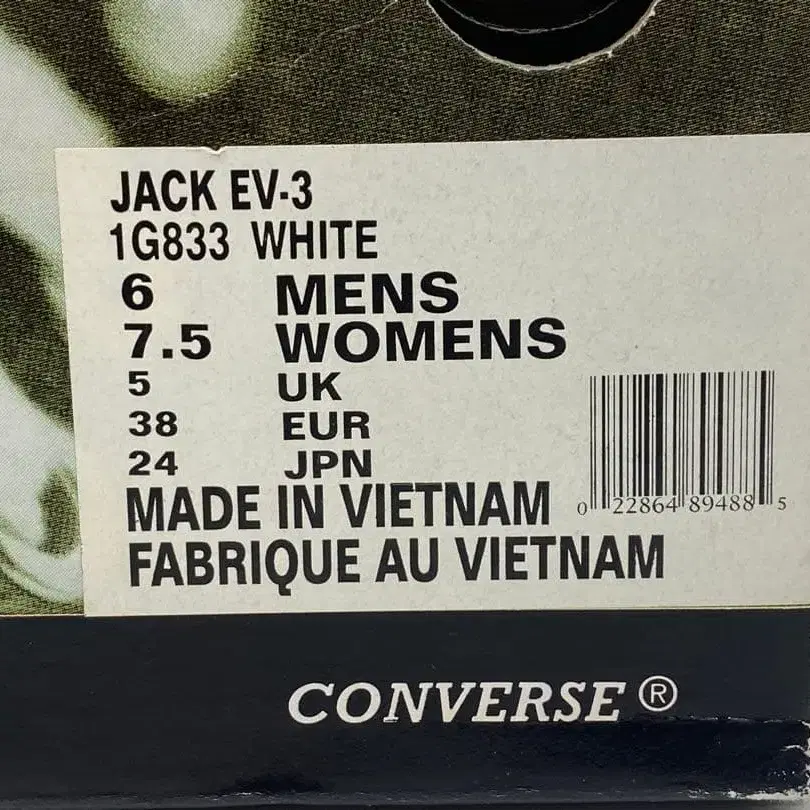 JACK EV-3
1G833 WHITE
6 MENS
7.5 WOMENS
5 UK
38 EUR
24 JPN
MADE IN VIETNAM
FABRIQUE AU VIETNAM
0 22864 89488 5
CONVERSE®